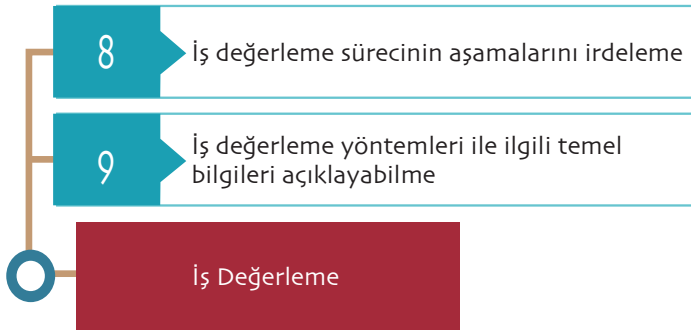 8
İş değerleme sürecinin aşamalarını irdeleme
9
İş değerleme yöntemleri ile ilgili temel
bilgileri açıklayabilme
İş Değerleme